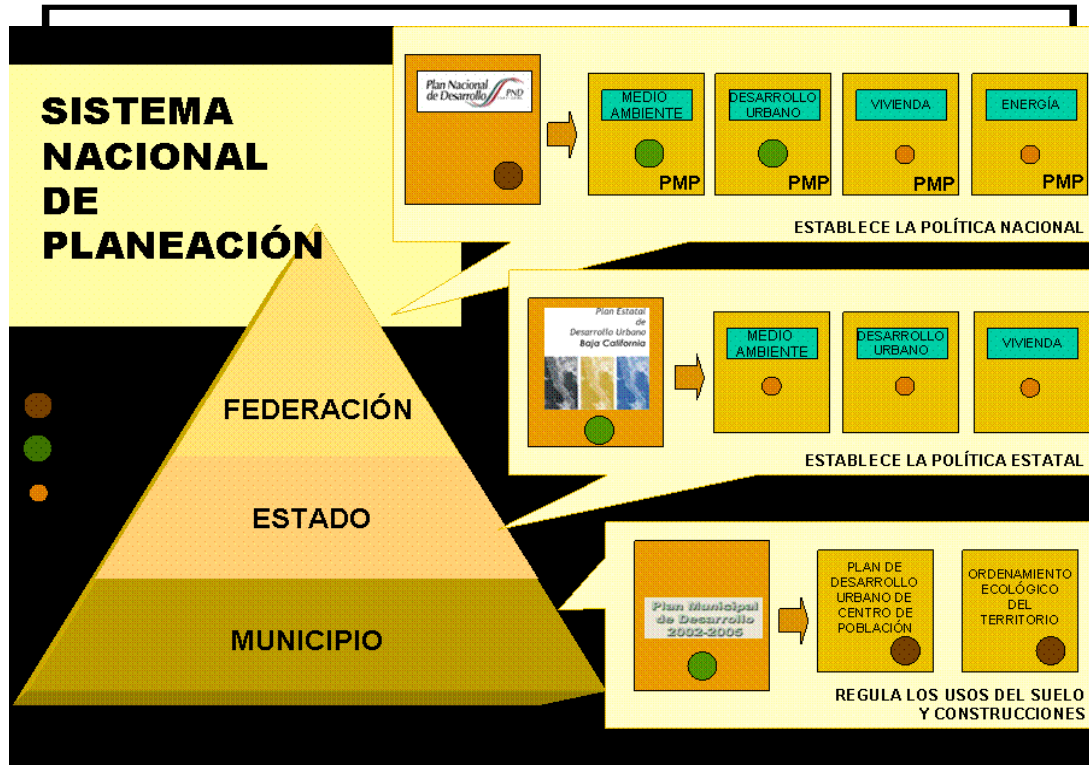 SISTEMA
NACIONAL
DE
PLANEACIÓN
Plan Nacional
de Desarrollo
PND
MEDIO
AMBIENTE
PMP
DESARROLLO
URBANO
PMP
VIVIENDA
PMP
ENERGÍA
PMP
ESTABLECE LA POLÍTICA NACIONAL
Plan Estatal
de
Desarrollo Urbano
Baja California
MEDIO
AMBIENTE
DESARROLLO
URBANO
VIVIENDA
ESTABLECE LA POLÍTICA ESTATAL
FEDERACIÓN
ESTADO
MUNICIPIO
Plan Municipal
de Desarrollo
2002-2005
PLAN DE
DESARROLLO
URBANO DE
CENTRO DE
POBLACIÓN
ORDENAMIENTO
ECOLÓGICO
DEL
TERRITORIO
REGULA LOS USOS DEL SUELO
Y CONSTRUCCIONES